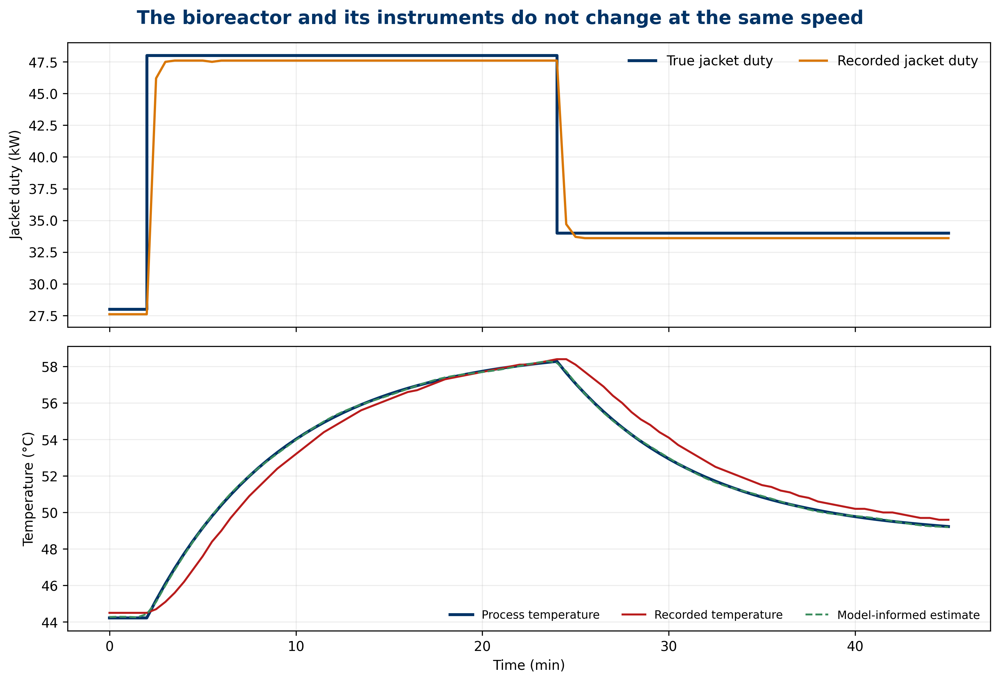 The bioreactor and its instruments do not change at the same speed
True jacket duty
Recorded jacket duty
Jacket duty (kW)
47.5
45.0
42.5
40.0
37.5
35.0
32.5
30.0
27.5
Temperature (°C)
58
56
54
52
50
48
46
44
Process temperature
Recorded temperature
Model-informed estimate
0
10
20
30
40
Time (min)